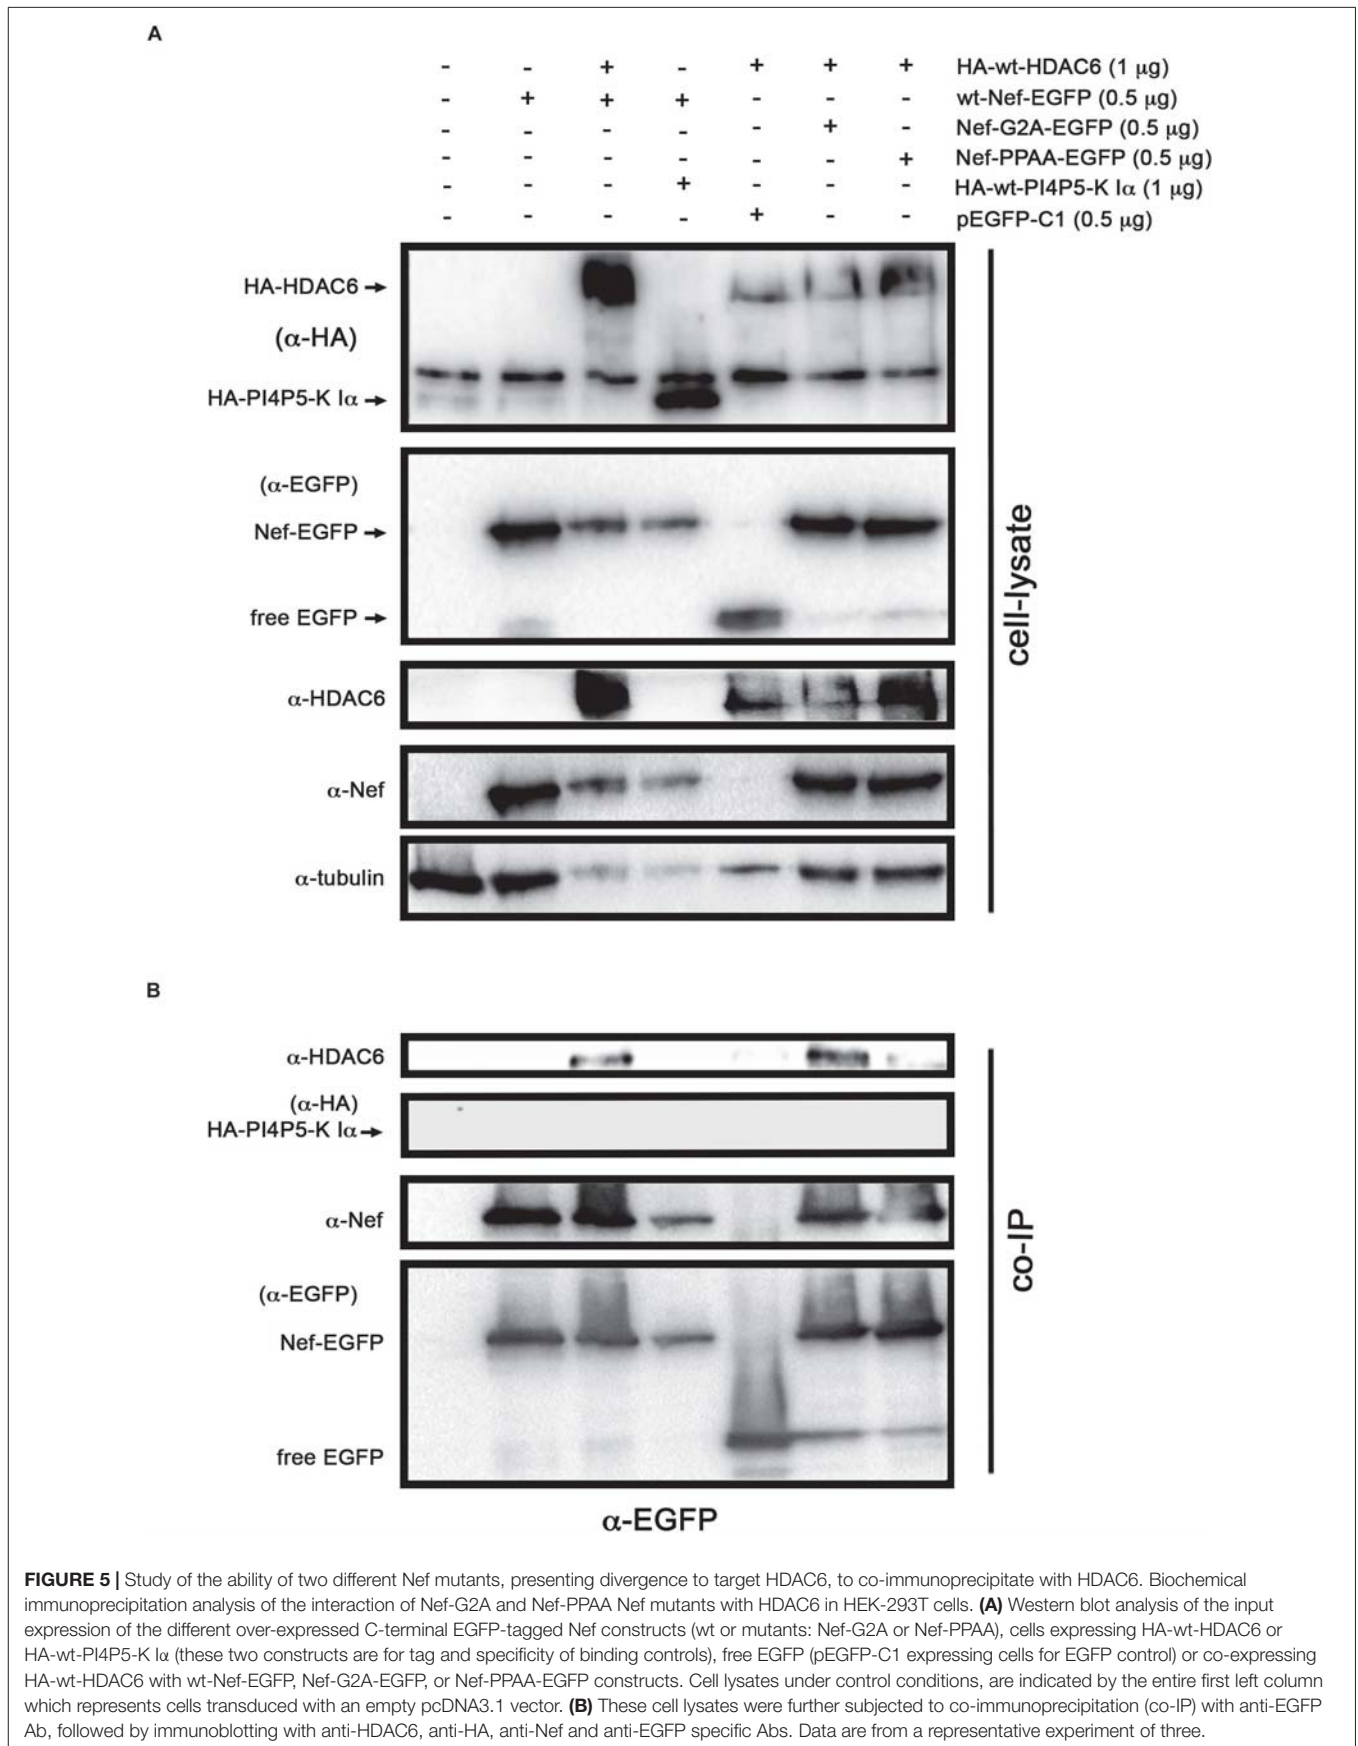 A
- - + - + + + HA-wt-HDAC6 (1 μg)
- + + + - - - wt-Nef-EGFP (0.5 μg)
- - - - - + - Nef-G2A-EGFP (0.5 μg)
- - - - - - + Nef-PPAA-EGFP (0.5 μg)
- - - + - - - HA-wt-PI4P5-K Iα (1 μg)
- - - - + - - pEGFP-C1 (0.5 μg)
HA-HDAC6
(α-HA)
HA-PI4P5-K Iα
(α-EGFP)
Nef-EGFP
free EGFP
α-HDAC6
α-Nef
α-tubulin
cell-lysate
B
α-HDAC6
(α-HA)
HA-PI4P5-K Iα
α-Nef
(α-EGFP)
Nef-EGFP
free EGFP
co-IP
α-EGFP
FIGURE 5 | Study of the ability of two different Nef mutants, presenting divergence to target HDAC6, to co-immunoprecipitate with HDAC6. Biochemical
immunoprecipitation analysis of the interaction of Nef-G2A and Nef-PPAA Nef mutants with HDAC6 in HEK-293T cells. (A) Western blot analysis of the input
expression of the different over-expressed C-terminal EGFP-tagged Nef constructs (wt or mutants: Nef-G2A or Nef-PPAA), cells expressing HA-wt-HDAC6 or
HA-wt-PI4P5-K Iα (these two constructs are for tag and specificity of binding controls), free EGFP (pEGFP-C1 expressing cells for EGFP control) or co-expressing
HA-wt-HDAC6 with wt-Nef-EGFP, Nef-G2A-EGFP, or Nef-PPAA-EGFP constructs. Cell lysates under control conditions, are indicated by the entire first left column
which represents cells transduced with an empty pcDNA3.1 vector. (B) These cell lysates were further subjected to co-immunoprecipitation (co-IP) with anti-EGFP
Ab, followed by immunoblotting with anti-HDAC6, anti-HA, anti-Nef and anti-EGFP specific Abs. Data are from a representative experiment of three.